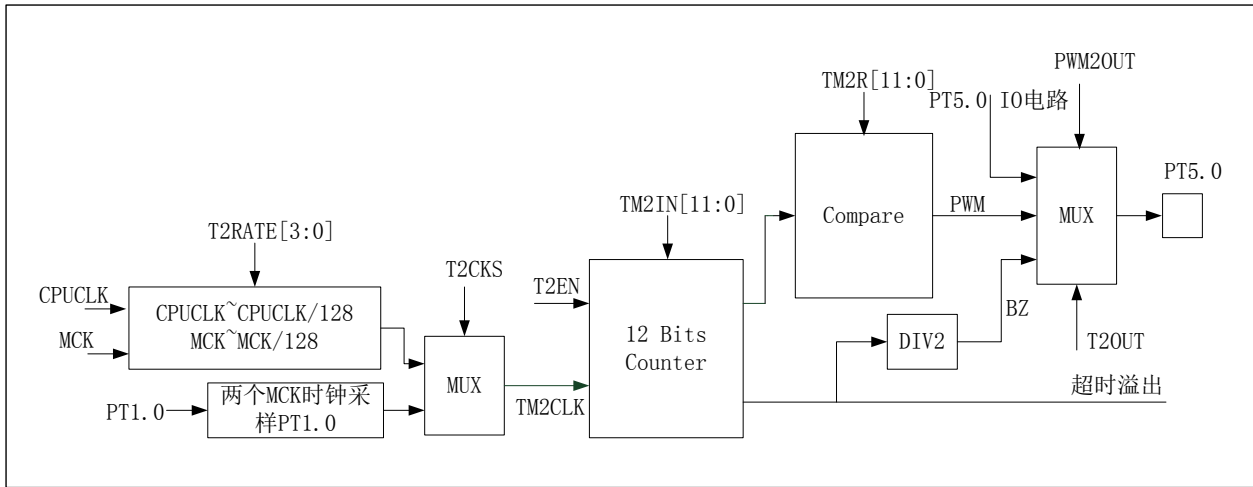 PWM2OUT
TM2R[11:0]
PT5.0 IO电路
PT5.0
Compare
PWM
MUX
TM2IN[11:0]
T2RATE[3:0]
T2CKS
T2EN
CPUCLK
CPUCLK~CPUCLK/128
MCK~MCK/128
MCK
12 Bits
Counter
BZ
DIV2
T2OUT
MUX
超时溢出
两个MCK时钟采
样PT1.0
PT1.0
TM2CLK